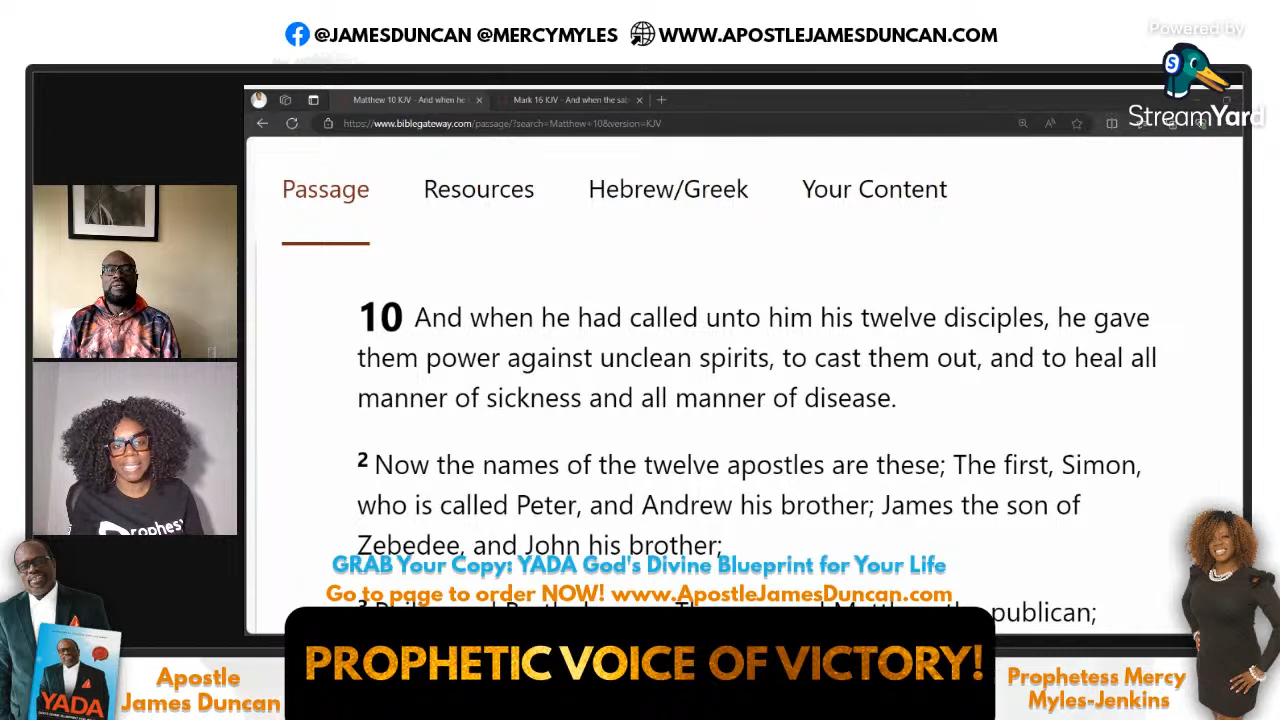 @JAMESDUNCAN @MERCYMYLES WWW.APOSTLEJAMESDUNCAN.COM
Powered by
StreamYard
Matthew 10 KJV - And when he
Mark 16 KJV - And when the sab
https://www.biblegateway.com/passage/?search=Matthew+10&version=KJV
Passage
Resources
Hebrew/Greek
Your Content
10 And when he had called unto him his twelve disciples, he gave
them power against unclean spirits, to cast them out, and to heal all
manner of sickness and all manner of disease.
2 Now the names of the twelve apostles are these; The first, Simon,
who is called Peter, and Andrew his brother; James the son of
Zebedee, and John his brother;
publican;
GRAB Your Copy: YADA God's Divine Blueprint for Your Life
Go to page to order NOW! www.ApostleJamesDuncan.com
PROPHETIC VOICE OF VICTORY!
YADA
Apostle
James Duncan
Prophetess Mercy
Myles-Jenkins